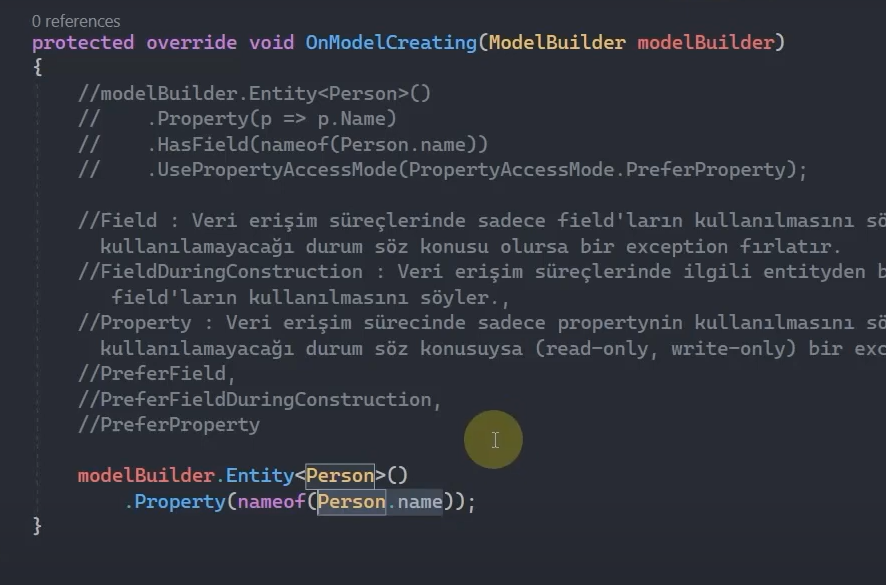 0 references
protected override void OnModelCreating(ModelBuilder modelBuilder)
{
//modelBuilder.Entity<Person>()
//    .Property(p => p.Name)
//    .HasField(nameof(Person.name))
//    .UsePropertyAccessMode(PropertyAccessMode.PreferProperty);
//Field : Veri erişim süreçlerinde sadece field'ların kullanılmasını
kullanılamayacağı durum söz konusu olursa bir exception fırlatır.
//FieldDuringConstruction : Veri erişim süreçlerinde ilgili entityden
field'ların kullanılmasını söyler.,
//Property : Veri erişim sürecinde sadece propertynin kullanılmasını
kullanılamayacağı durum söz konusuysa (read-only, write-only) bir
//PreferField,
//PreferFieldDuringConstruction,
//PreferProperty
modelBuilder.Entity<Person>()
.Property(nameof(Person.name));
}